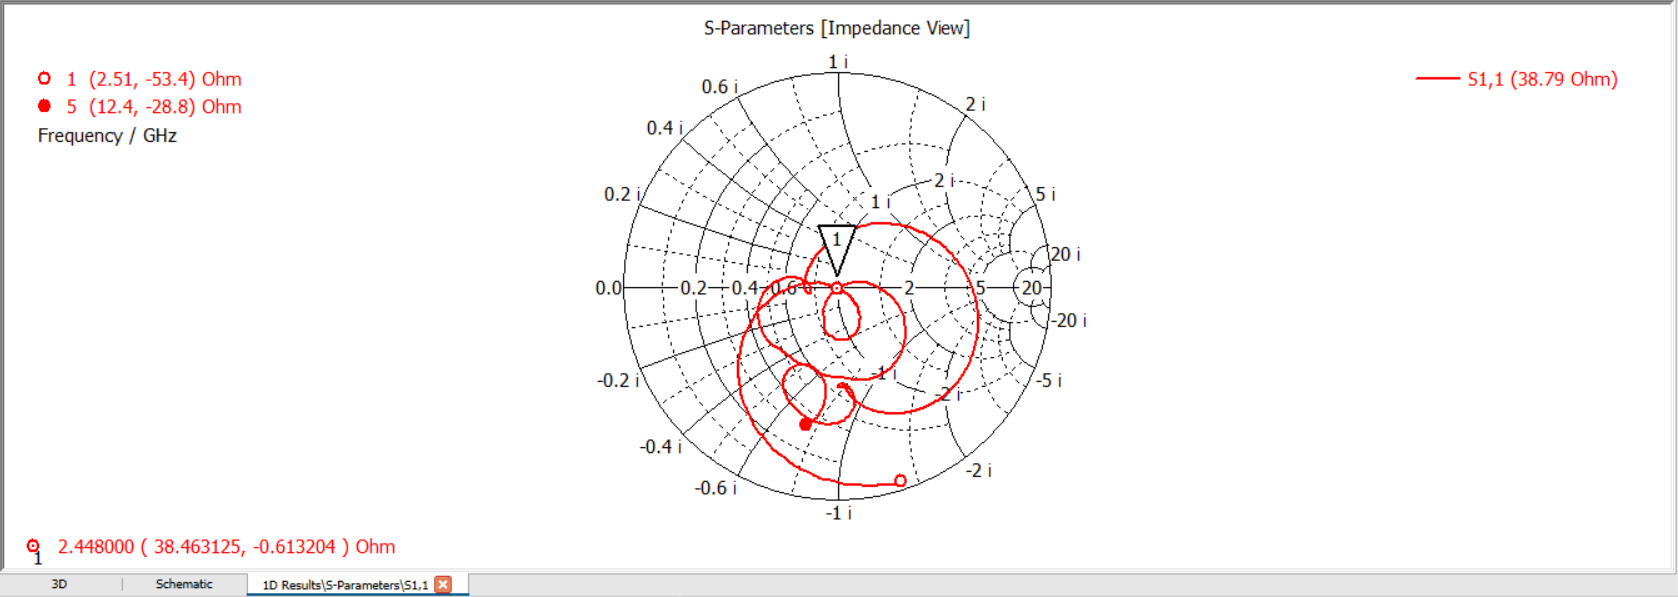 S-Parameters [Impedance View]
1 (2.51, -53.4) Ohm
5 (12.4, -28.8) Ohm
Frequency / GHz
S1,1 (38.79 Ohm)
1 i
0.6 i
2 i
0.4 i
2 i
0.2 i
1 i
5 i
1
20 i
0.0 0.2 0.4 0.6 2 5 20
-20 i
-0.2 i
-1 i
-5 i
-2 i
-0.4 i
-2 i
-0.6 i
-1 i
1
2.448000 ( 38.463125, -0.613204 ) Ohm
3D Schematic 1D Results\S-Parameters\S1,1